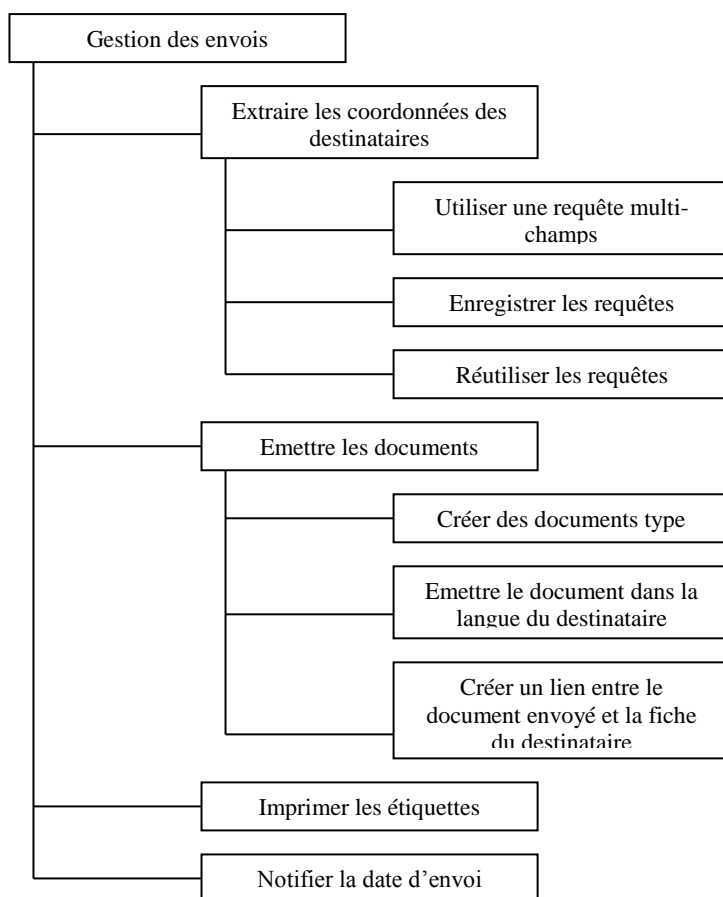 Gestion des envois
Extraire les coordonnées des
destinataires
Utiliser une requête multi-
champs
Enregistrer les requêtes
Réutiliser les requêtes
Emettre les documents
Créer des documents type
Emettre le document dans la
langue du destinataire
Créer un lien entre le
document envoyé et la fiche
du destinataire
Imprimer les étiquettes
Notifier la date d’envoi